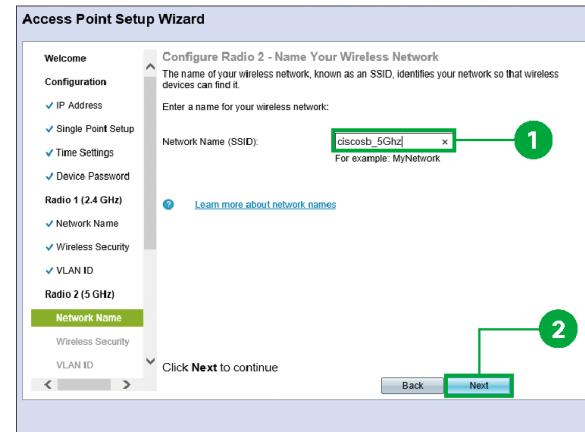 Access Point Setup Wizard
Welcome
Configuration
✓ IP Address
✓ Single Point Setup
✓ Time Settings
✓ Device Password
Radio 1 (2.4 GHz)
✓ Network Name
✓ Wireless Security
✓ VLAN ID
Radio 2 (5 GHz)
Network Name
Wireless Security
VLAN ID
Configure Radio 2 - Name Your Wireless Network
The name of your wireless network, known as an SSID, identifies your network so that wireless
devices can find it.
Enter a name for your wireless network:
Network Name (SSID): ciscosb_5Ghz x
1
For example: MyNetwork
? Learn more about network names
2
Click Next to continue
Back Next